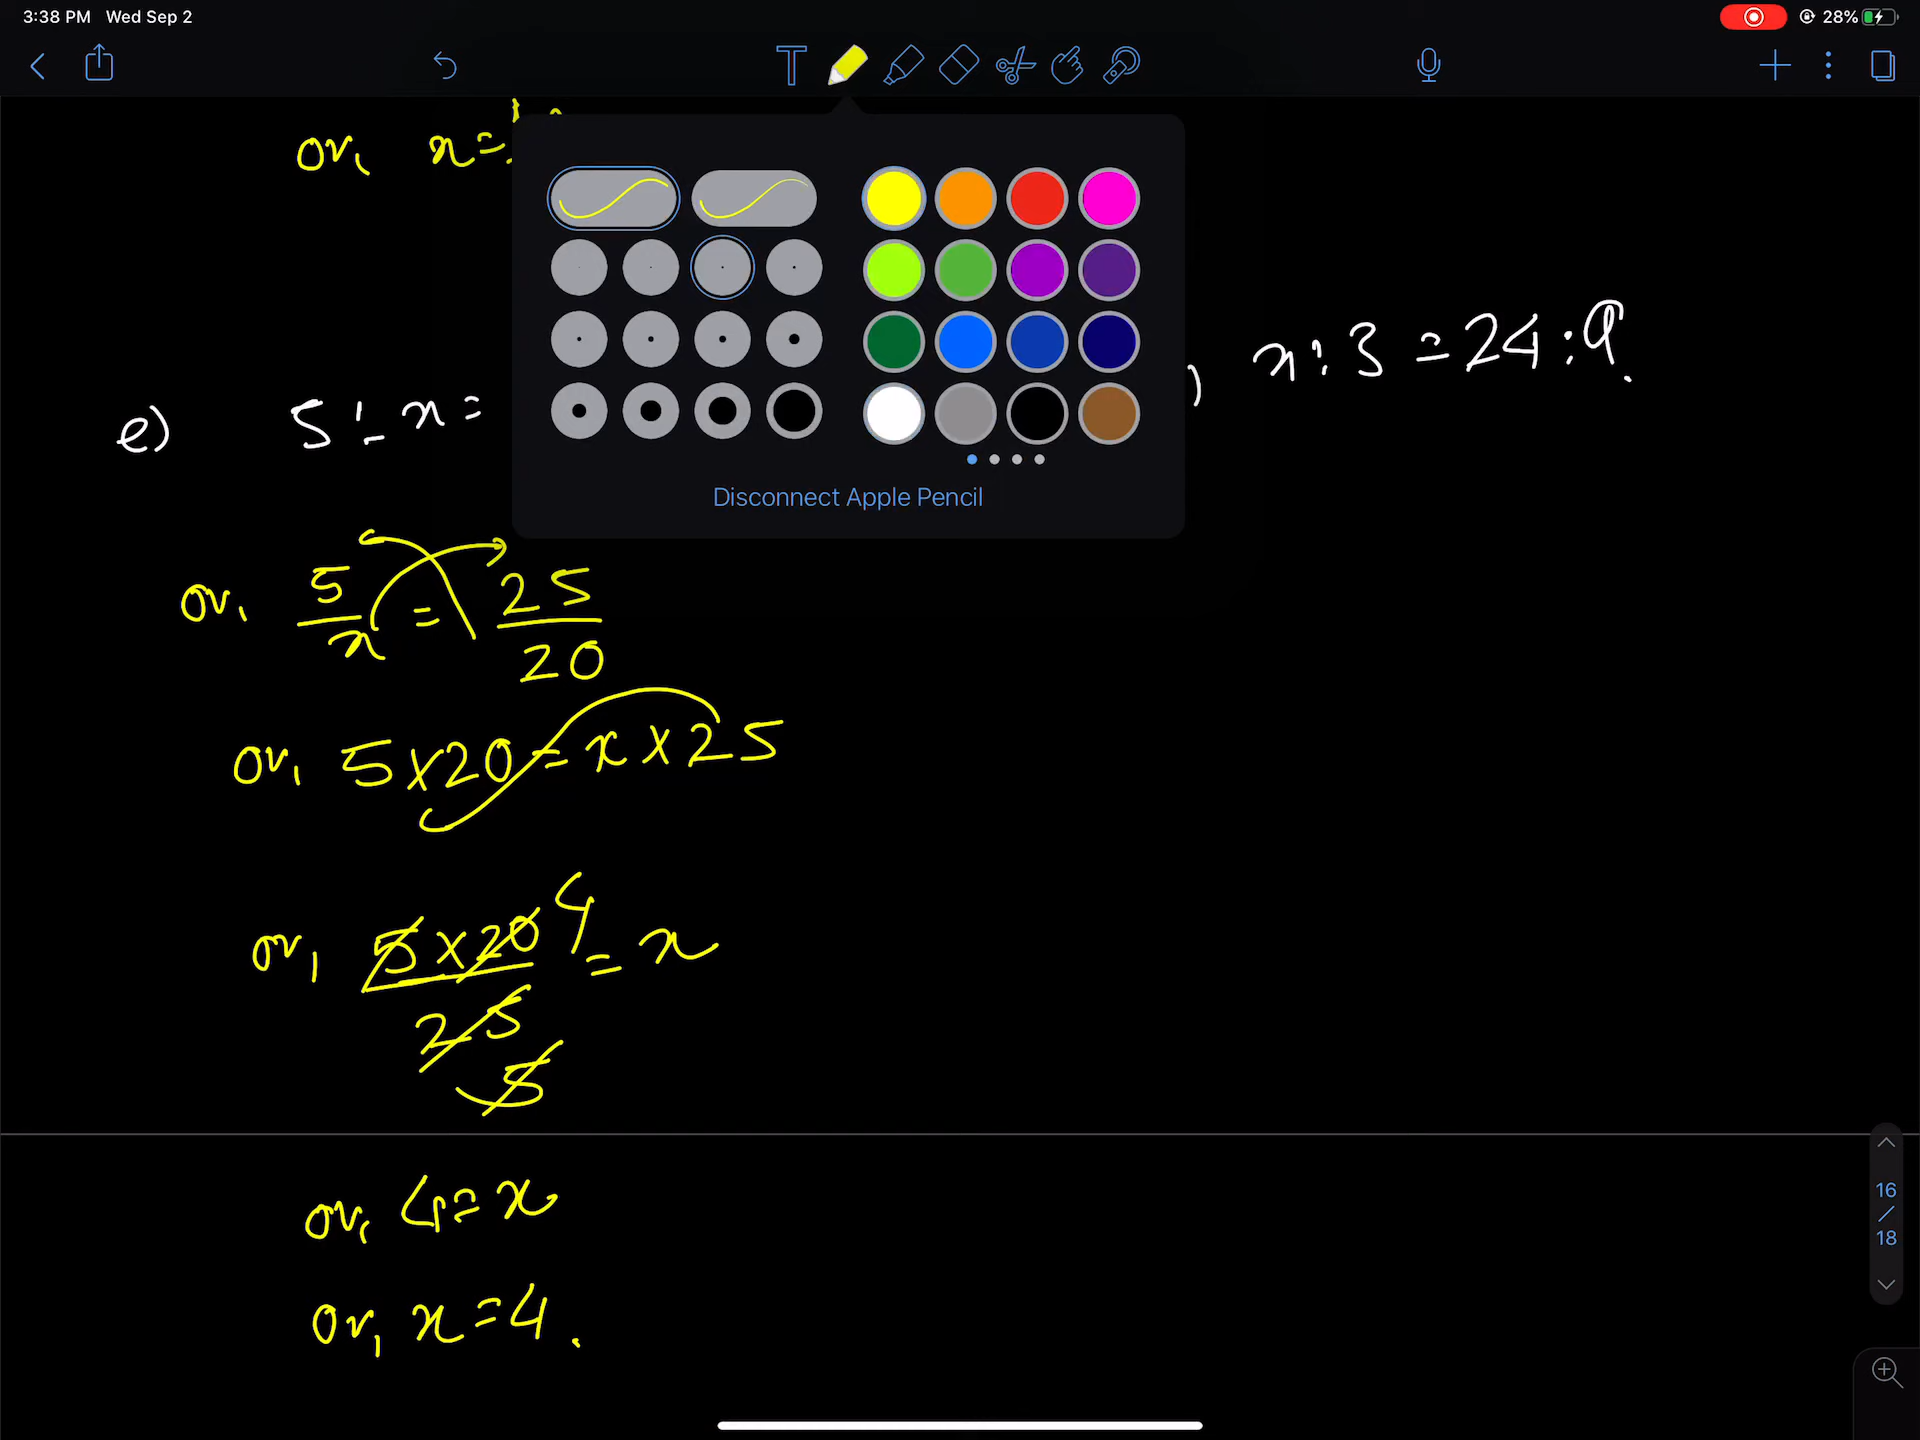 3:38 PM Wed Sep 2
28%
or, x =
e) 5 : x =
x : 3 = 24 : 9.
Disconnect Apple Pencil
or, 5/x = 25/20
or, 5 × 20 = x × 25
or, 5 × 20 4 = x
25
5
or, 4 = x
or, x = 4.
16
/
18